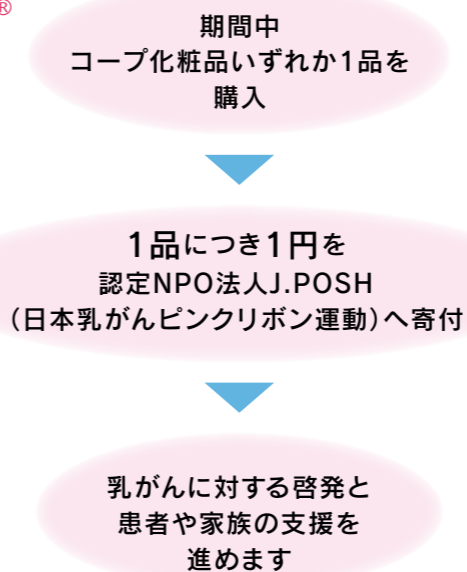 ®
期間中
コープ化粧品いずれか1品を
購入
1品につき1円を
認定NPO法人J.POSH
(日本乳がんピンクリボン運動)へ寄付
乳がんに対する啓発と
患者や家族の支援を
進めます